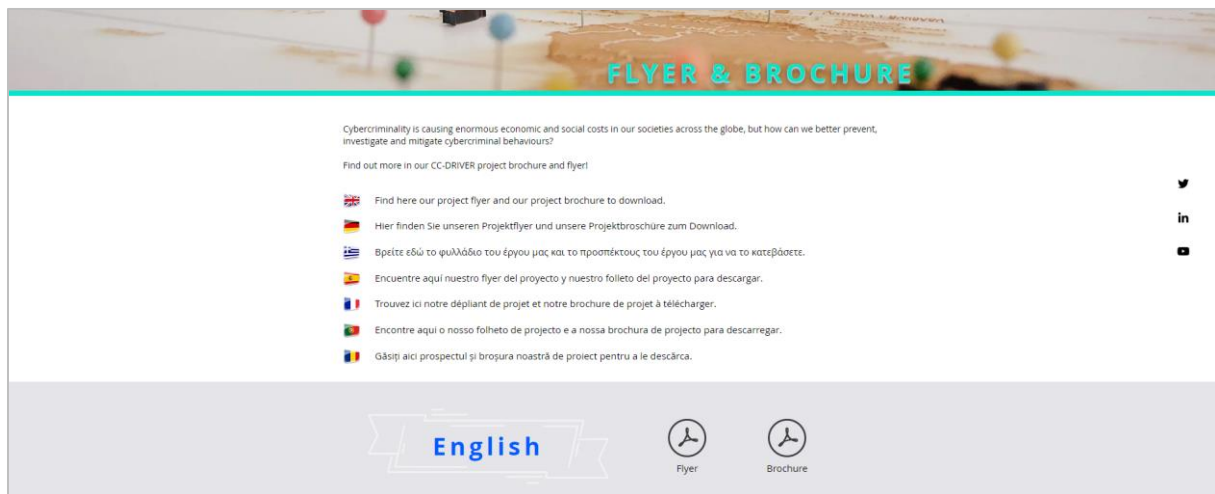 FLYER & BROCHURE
Cybercriminality is causing enormous economic and social costs in our societies across the globe, but how can we better prevent,
investigate and mitigate cybercriminal behaviours?
Find out more in our CC-DRIVER project brochure and flyer!
Find here our project flyer and our project brochure to download.
Hier finden Sie unseren Projektflyer und unsere Projektbroschüre zum Download.
Βρείτε εδώ το φυλλάδιο του έργου μας και το προσπέκτους του έργου μας για να το κατεβάσετε.
Encuentre aquí nuestro flyer del proyecto y nuestro folleto del proyecto para descargar.
Trouvez ici notre dépliant de projet et notre brochure de projet à télécharger.
Encontre aqui o nosso folheto de projecto e a nossa brochura de projecto para descarregar.
Găsiți aici prospectul și broșura noastră de proiect pentru a le descărca.
in
English
Flyer
Brochure